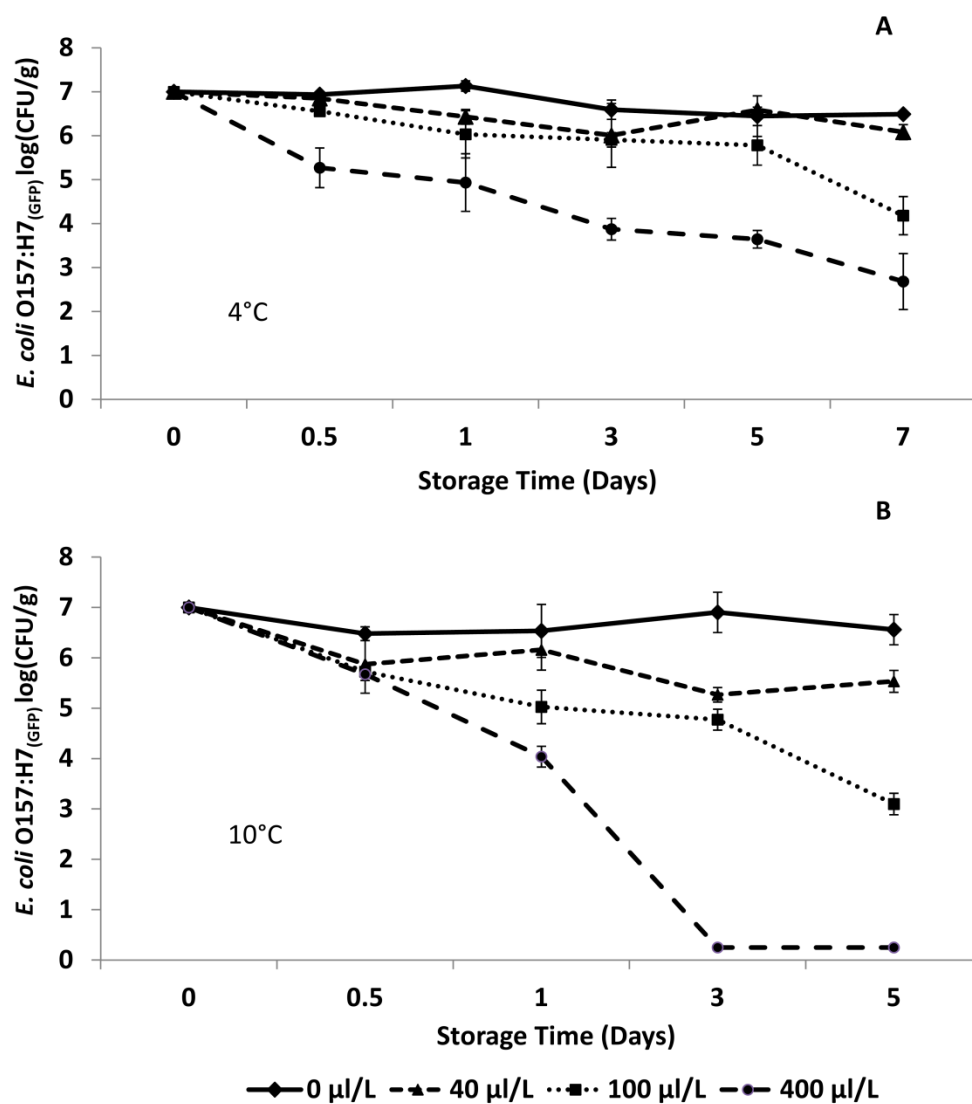 A
E. coli O157:H7(GFP) log(CFU/g)
8
7
6
5
4
3
2
1
0
4°C
0 0.5 1 3 5 7
Storage Time (Days)
B
E. coli O157:H7(GFP) log(CFU/g)
8
7
6
5
4
3
2
1
0
10°C
0 0.5 1 3 5
Storage Time (Days)
0 µl/L 40 µl/L 100 µl/L 400 µl/L